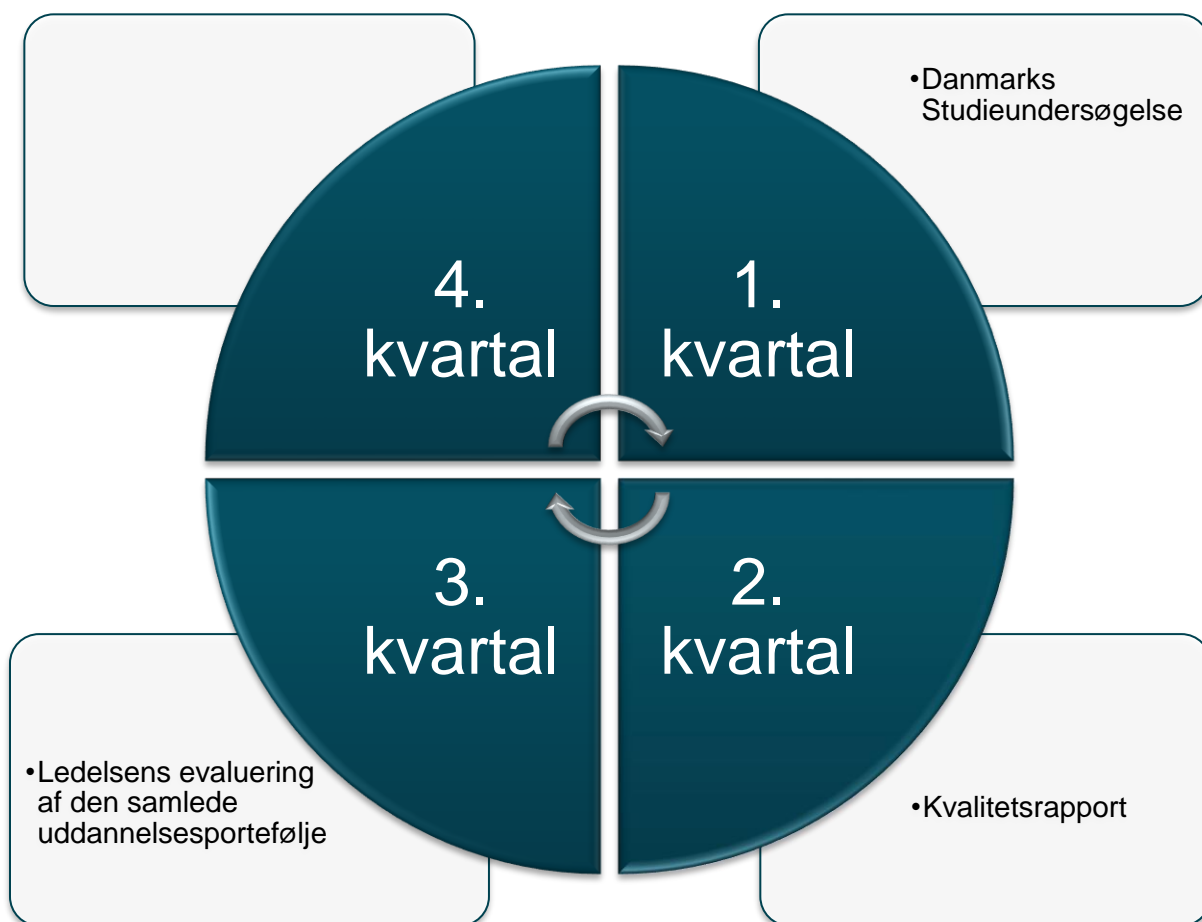 •Danmarks
Studieundersøgelse
4.
kvartal
1.
kvartal
3.
kvartal
2.
kvartal
•Ledelsens evaluering
af den samlede
uddannelsesportefølje
•Kvalitetsrapport